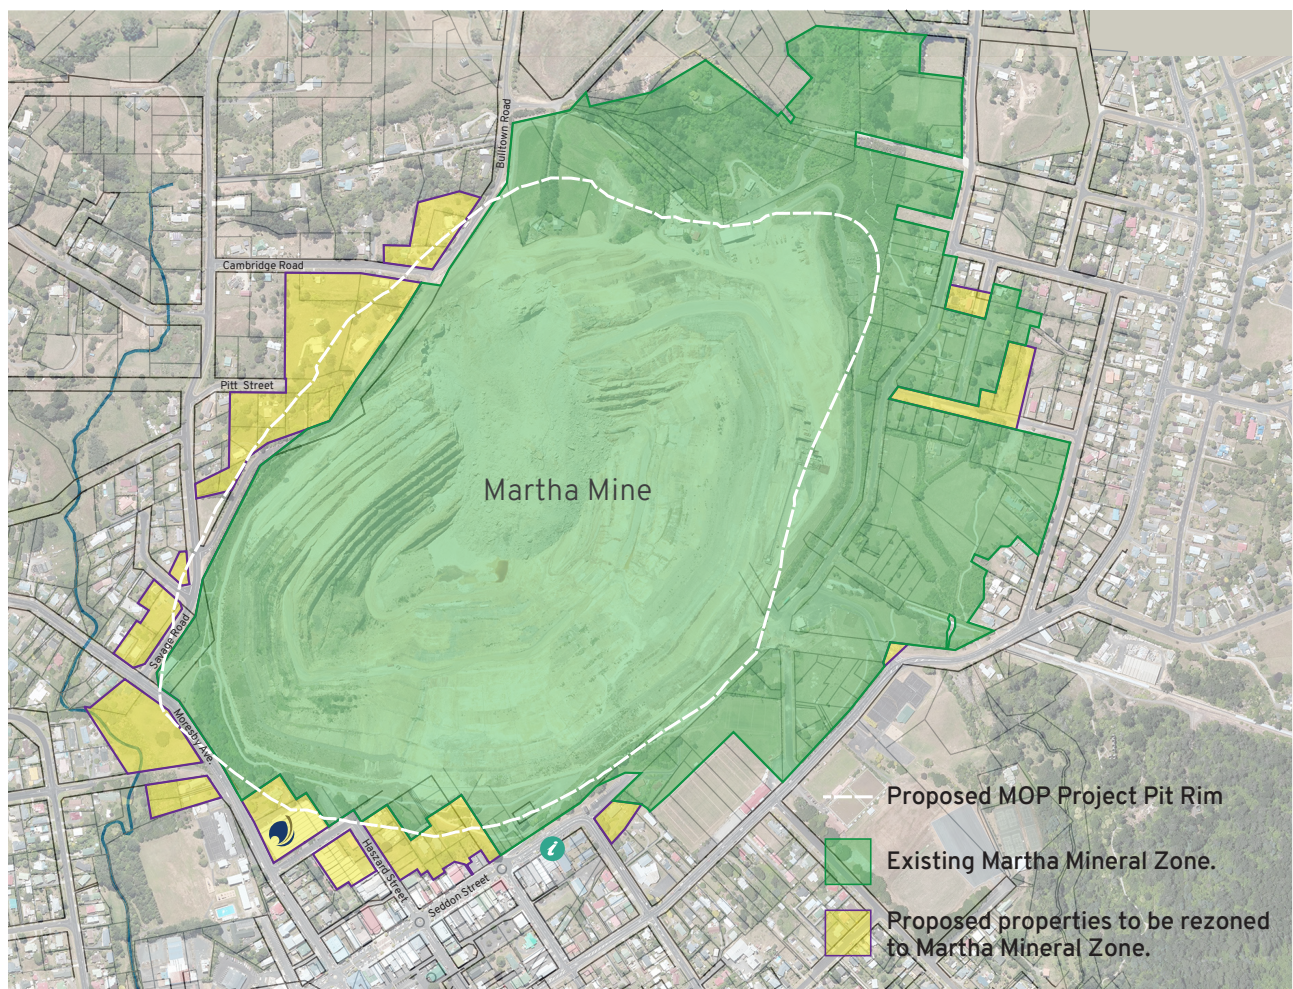 Bulltown Road
Cambridge Road
Pitt Street
Martha Mine
Savage Road
Moresby Ave.
Haszard Street
Seddon Street
i
Proposed MOP Project Pit Rim
Existing Martha Mineral Zone.
Proposed properties to be rezoned
to Martha Mineral Zone.